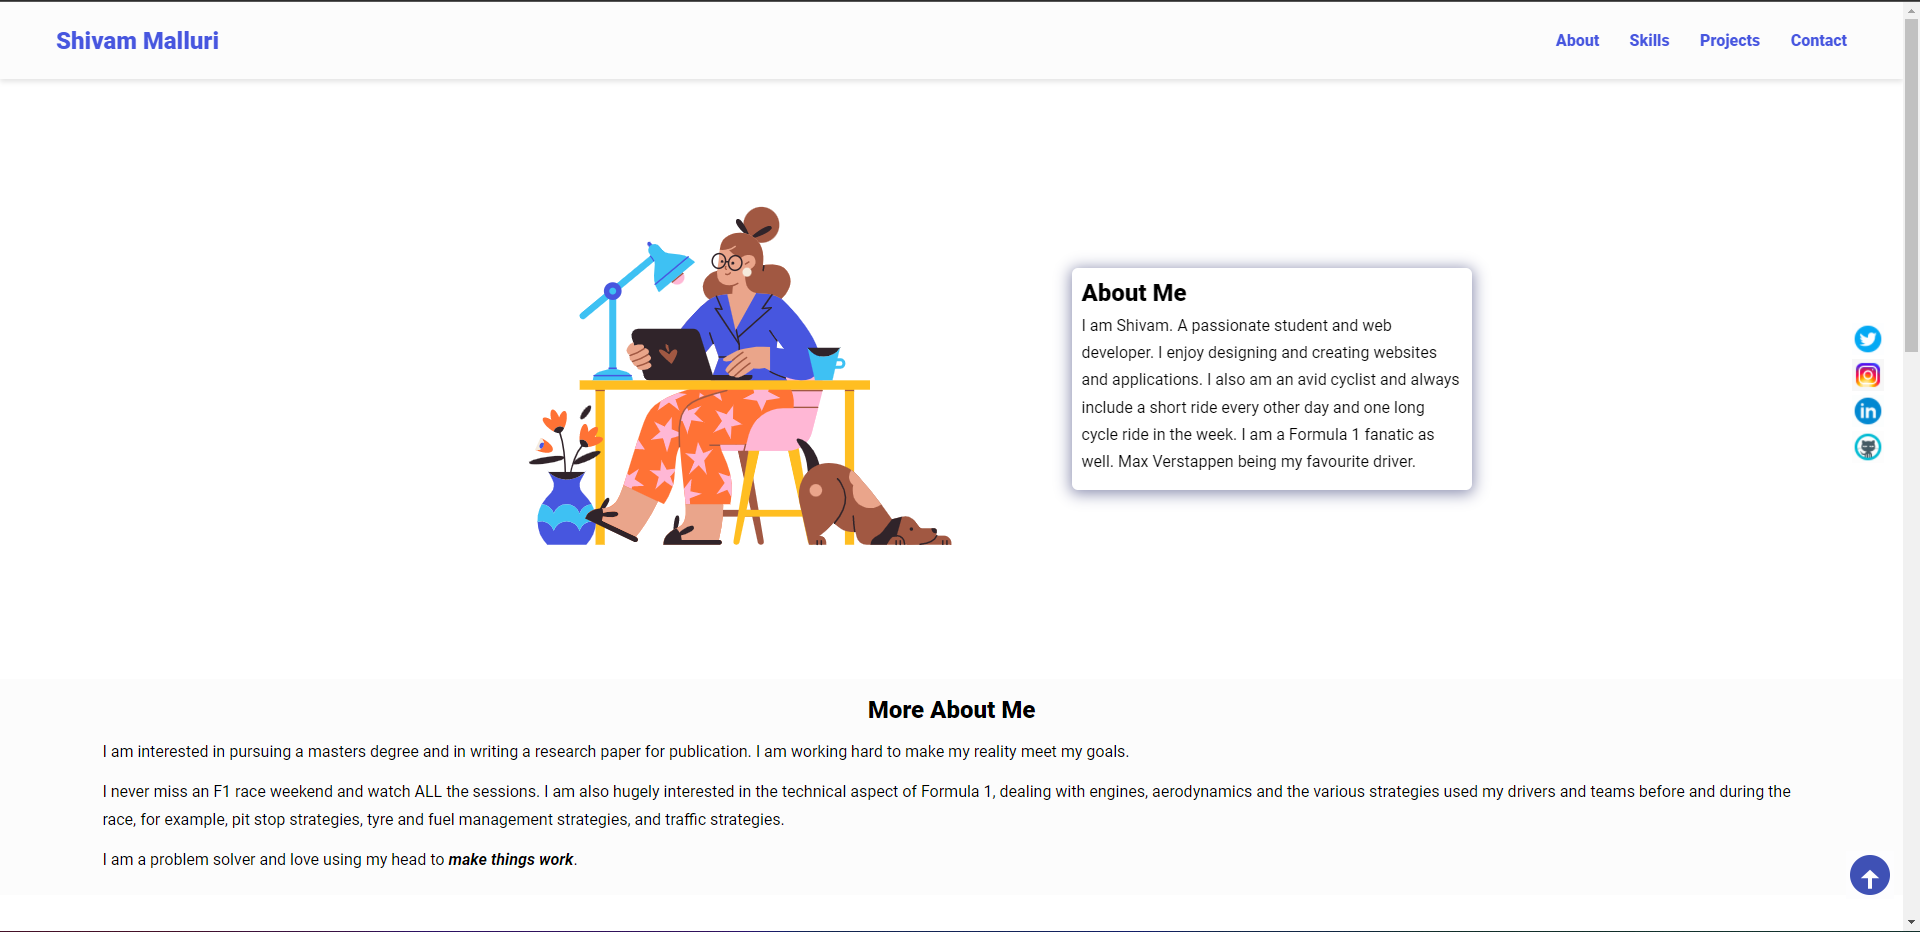 Shivam Malluri
About Skills Projects Contact
About Me
I am Shivam. A passionate student and web
developer. I enjoy designing and creating websites
and applications. I also am an avid cyclist and always
include a short ride every other day and one long
cycle ride in the week. I am a Formula 1 fanatic as
well. Max Verstappen being my favourite driver.
in
More About Me
I am interested in pursuing a masters degree and in writing a research paper for publication. I am working hard to make my reality meet my goals.
I never miss an F1 race weekend and watch ALL the sessions. I am also hugely interested in the technical aspect of Formula 1, dealing with engines, aerodynamics and the various strategies used my drivers and teams before and during the
race, for example, pit stop strategies, tyre and fuel management strategies, and traffic strategies.
I am a problem solver and love using my head to make things work.